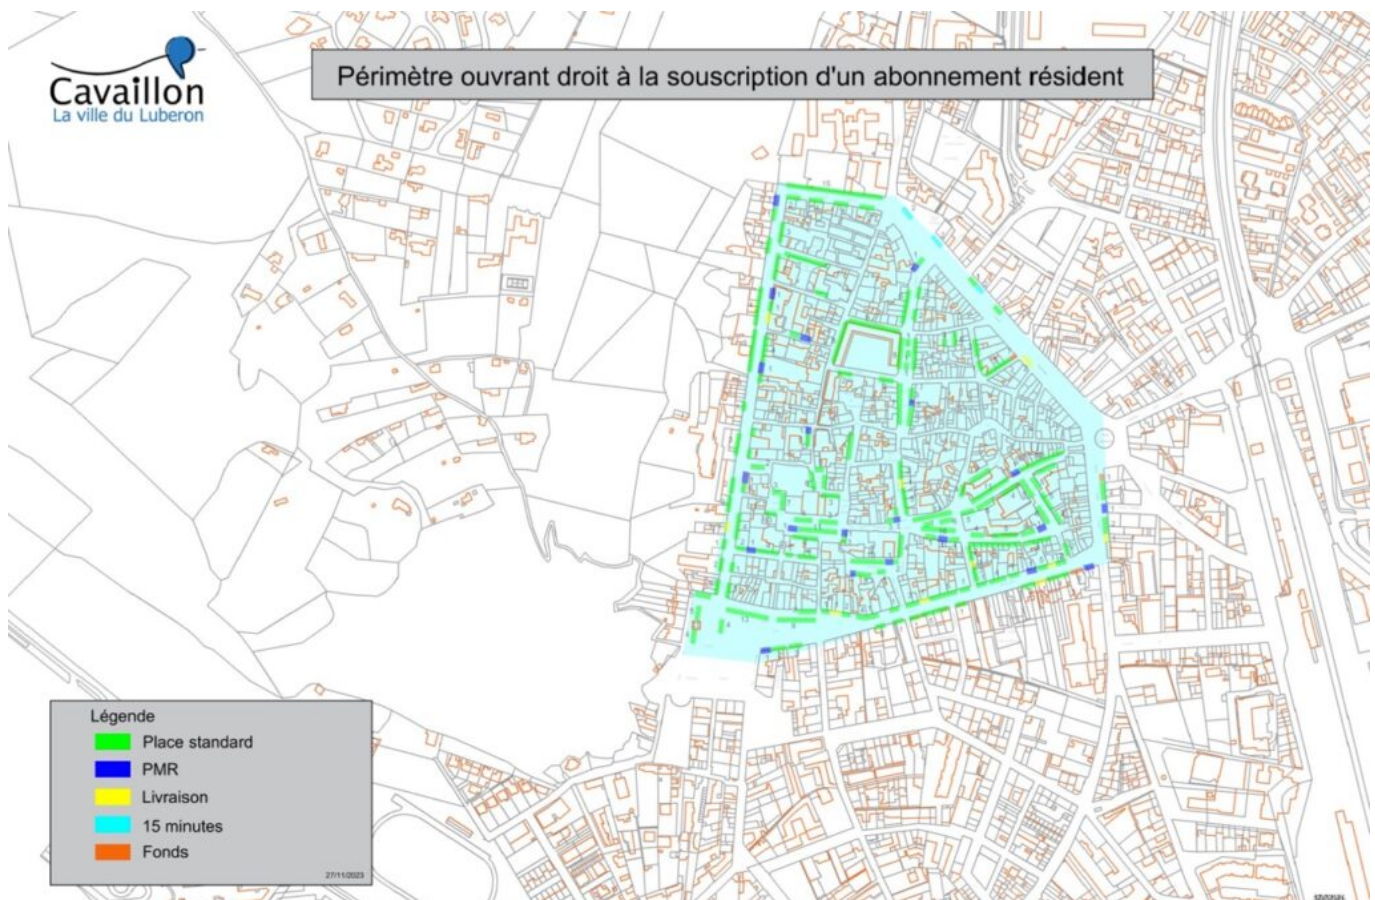 Cavaillon
La ville du Luberon
Périmètre ouvrant droit à la souscription d'un abonnement résident
Légende
Place standard
PMR
Livraison
15 minutes
Fonds
27/11/2023